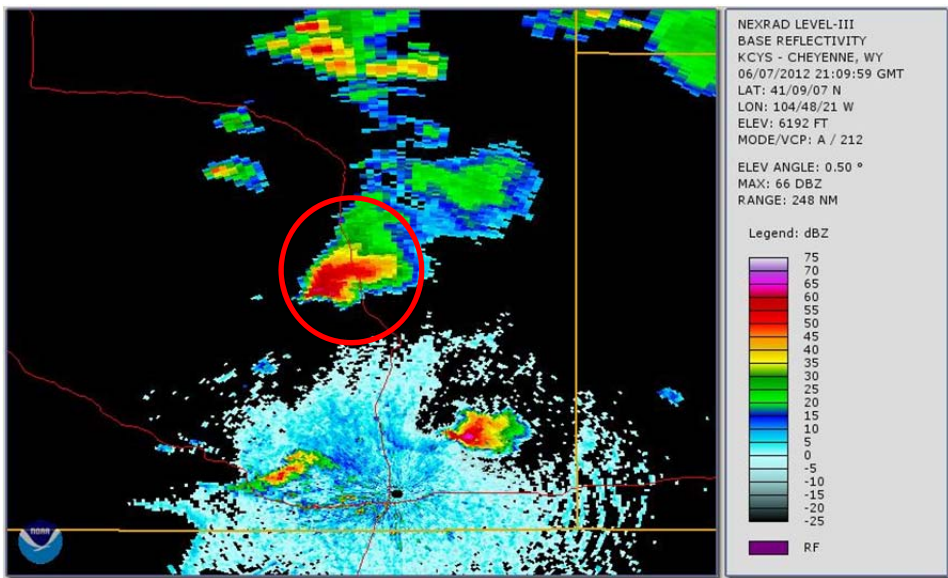 NEXRAD LEVEL-III
BASE REFLECTIVITY
KCYS - CHEYENNE, WY
06/07/2012 21:09:59 GMT
LAT: 41/09/07 N
LON: 104/48/21 W
ELEV: 6192 FT
MODE/VCP: A / 212
ELEV ANGLE: 0.50 °
MAX: 66 DBZ
RANGE: 248 NM
Legend: dBZ
75
70
65
60
55
50
45
40
35
30
25
20
15
10
5
0
-5
-10
-15
-20
-25
RF
NOAA